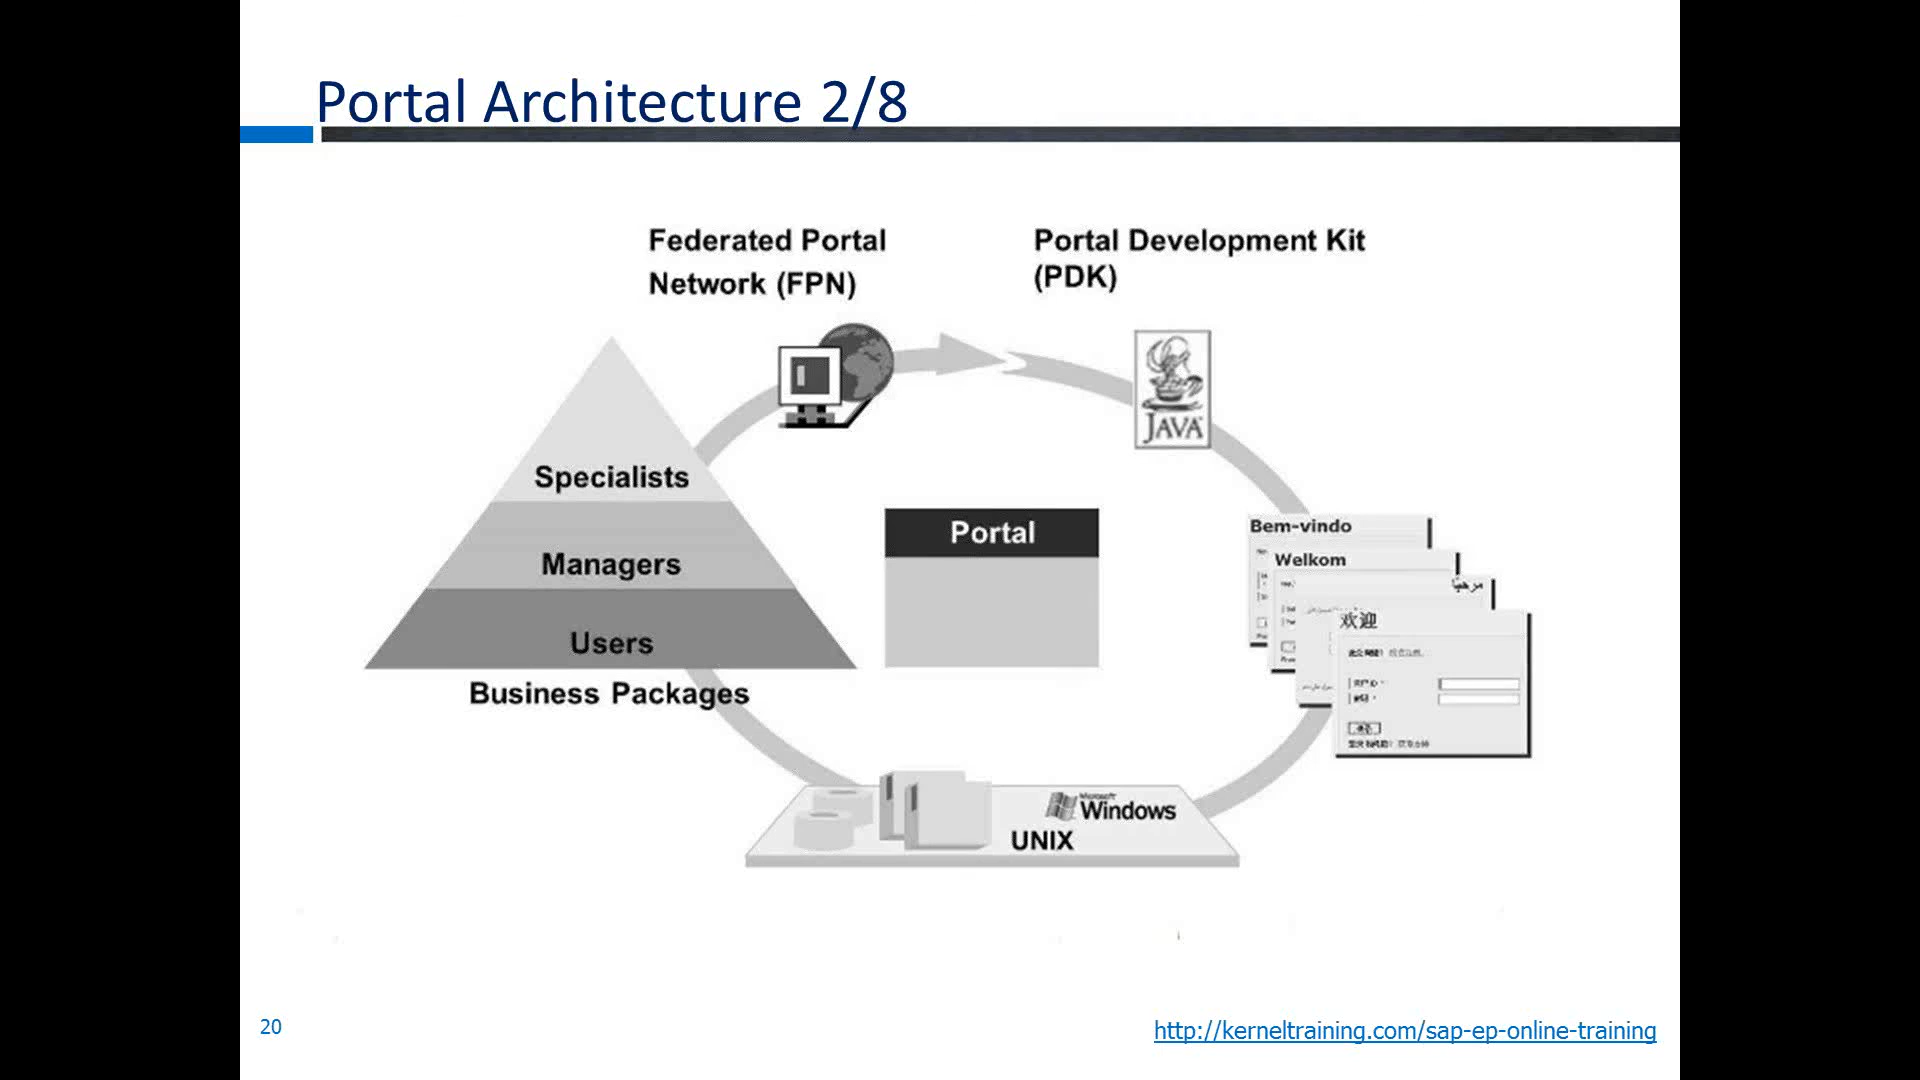 Portal Architecture 2/8
Federated Portal
Network (FPN)
Portal Development Kit
(PDK)
JAVA
Specialists
Managers
Users
Business Packages
Portal
Bem-vindo
Welkom
مرحباً
欢迎
Microsoft
Windows
UNIX
20
http://kerneltraining.com/sap-ep-online-training